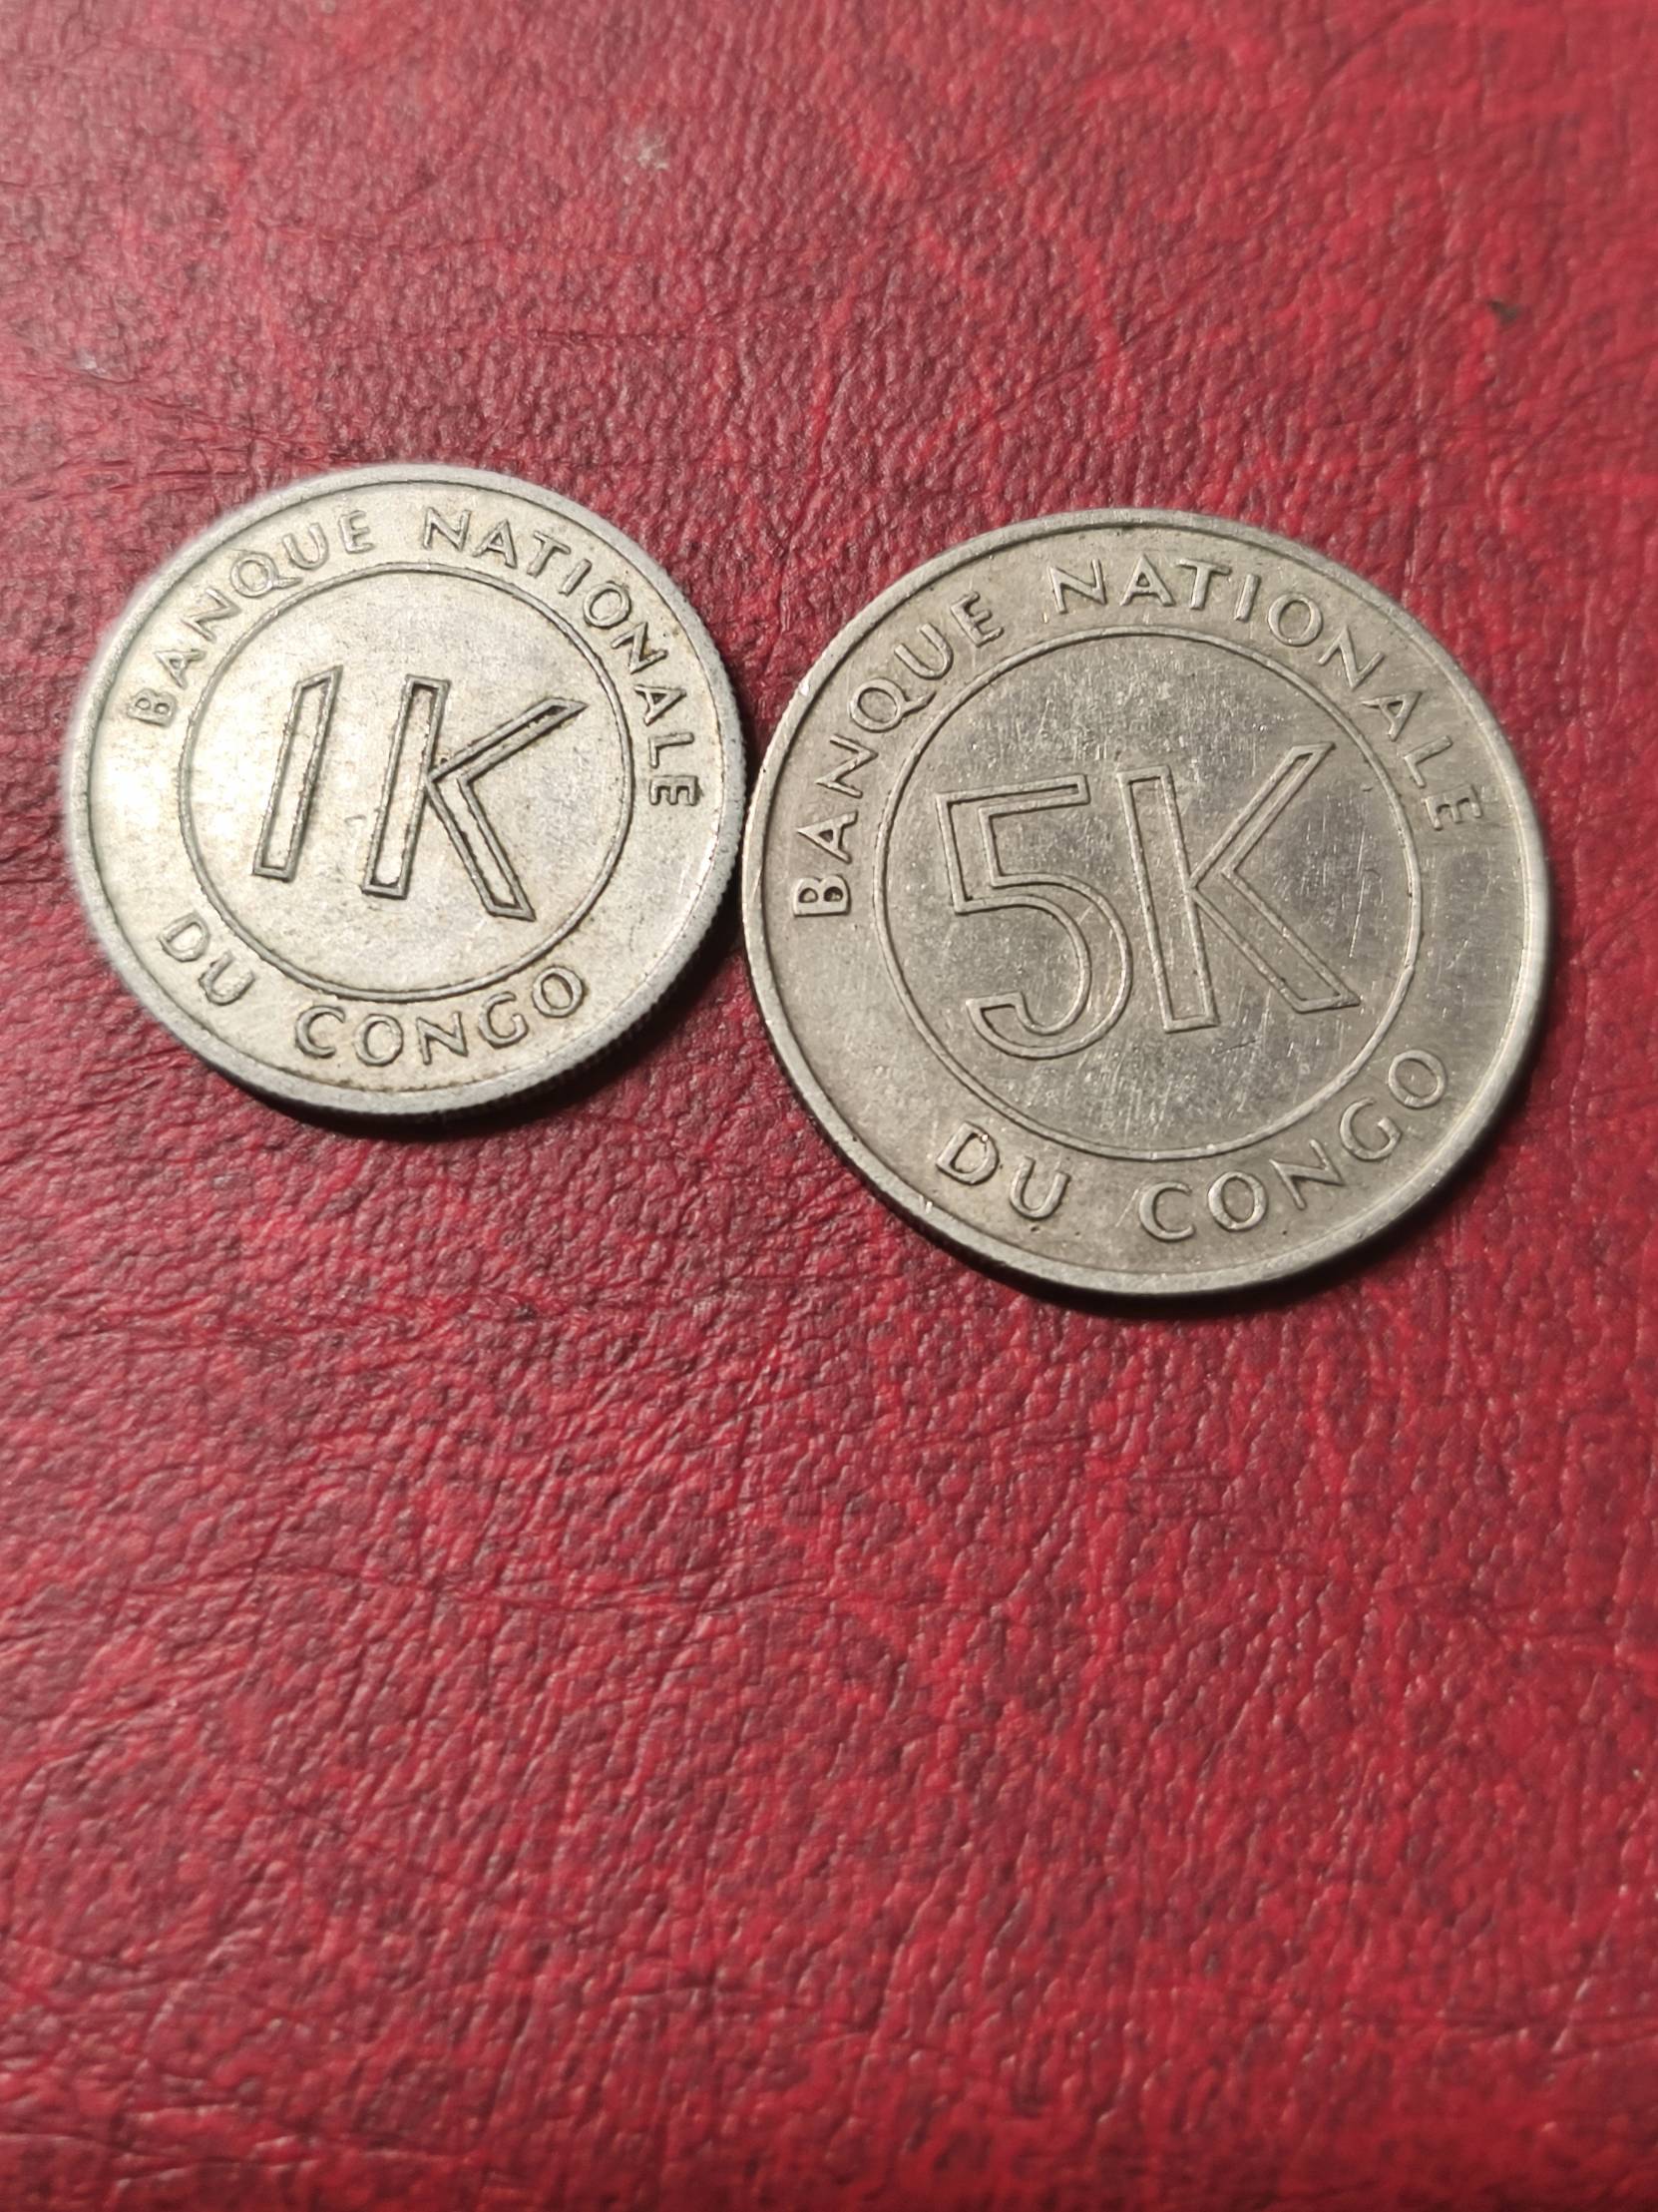 BANQUE NATIONALE
1K
DU CONGO
BANQUE NATIONALE
5K
DU CONGO